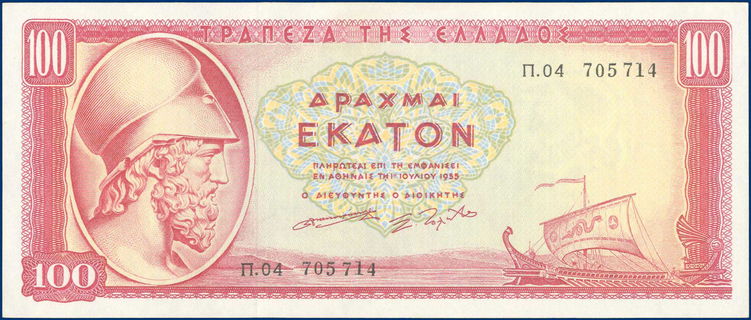 100 ΤΡΑΠΕΖΑ ΤΗΣ ΕΛΛΑΔΟΣ 100
Π.04 705714
ΔΡΑΧΜΑΙ
ΕΚΑΤΟΝ
ΠΛΗΡΩΤΕΑΙ ΕΠΙ ΤΗ ΕΜΦΑΝΙΣΕΙ
ΕΝ ΑΘΗΝΑΙΣ ΤΗ 1 ΙΟΥΛΙΟΥ 1955
Ο ΔΙΕΥΘΥΝΤΗΣ Ο ΔΙΟΙΚΗΤΗΣ
100 Π.04 705714